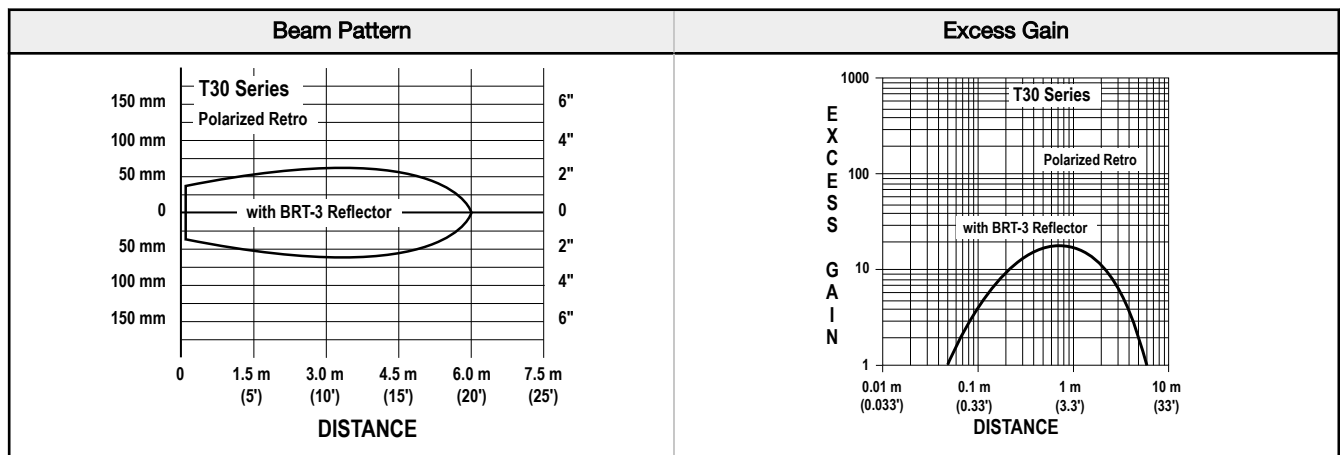 Beam Pattern
Excess Gain
T30 Series
Polarized Retro
150 mm
100 mm
50 mm
0
50 mm
100 mm
150 mm
6"
4"
2"
0
2"
4"
6"
with BRT-3 Reflector
0
1.5 m
(5')
3.0 m
(10')
4.5 m
(15')
6.0 m
(20')
7.5 m
(25')
DISTANCE
EXCESS GAIN
1000
100
10
1
T30 Series
Polarized Retro
with BRT-3 Reflector
0.01 m
(0.033')
0.1 m
(0.33')
1 m
(3.3')
10 m
(33')
DISTANCE